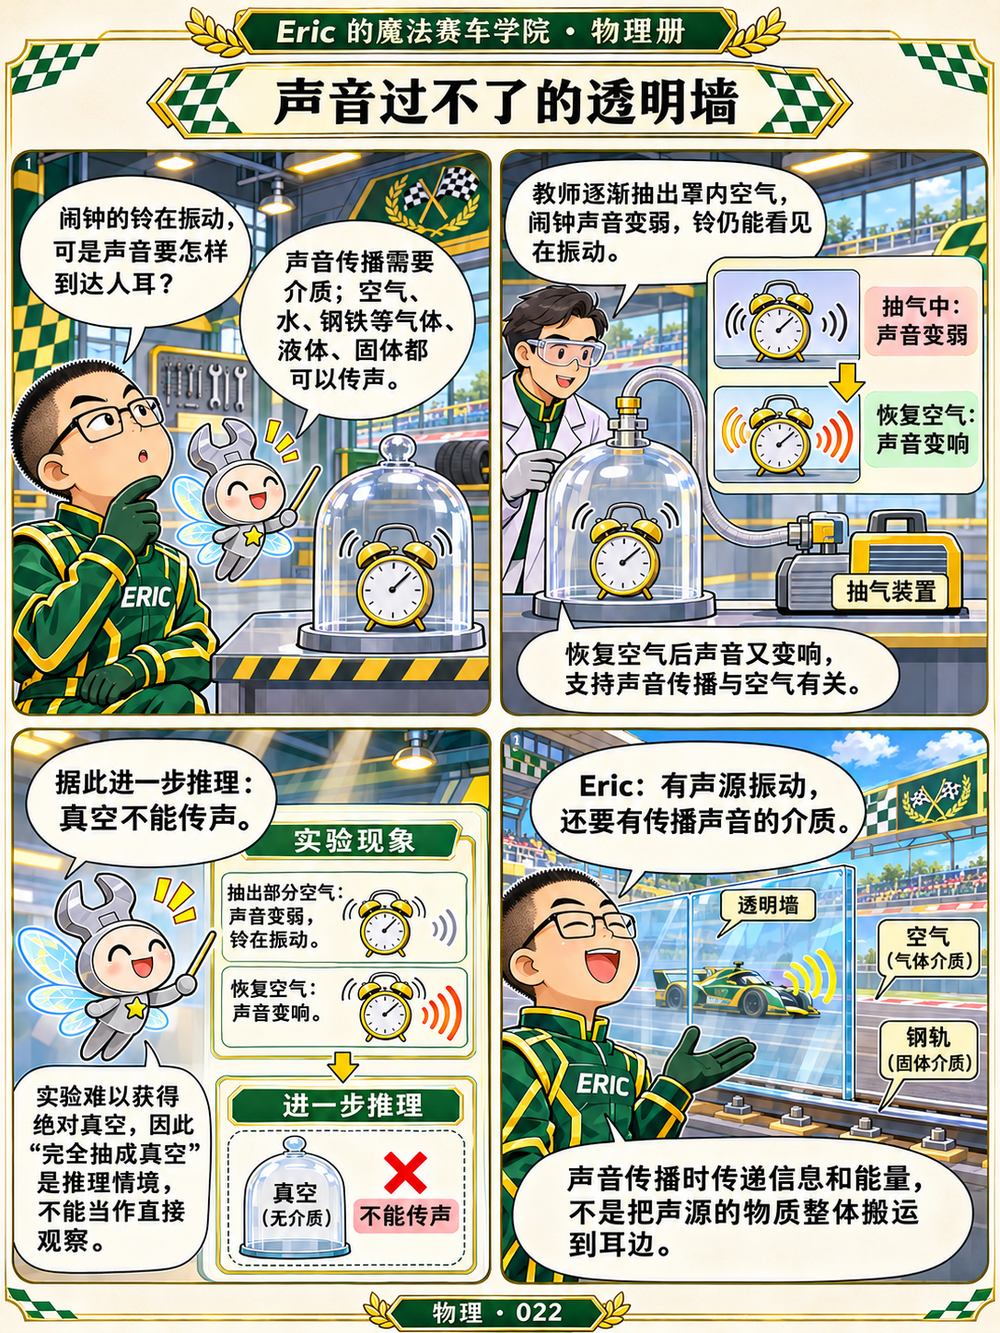 Eric 的魔法赛车学院 · 物理册
声音过不了的透明墙
1
闹钟的铃在振动，
可是声音要怎样
到达人耳？
声音传播需要
介质；空气、
水、钢铁等气体、
液体、固体都
可以传声。
ERIC
教师逐渐抽出罩内空气，
闹钟声音变弱，铃仍能看见
在振动。
抽气中：
声音变弱
恢复空气：
声音变响
抽气装置
恢复空气后声音又变响，
支持声音传播与空气有关。
据此进一步推理：
真空不能传声。
实验现象
抽出部分空气：
声音变弱，
铃在振动。
恢复空气：
声音变响。
进一步推理
真空
（无介质）
不能传声
实验难以获得
绝对真空，因此
“完全抽成真空”
是推理情境，
不能当作直接
观察。
1
Eric：有声源振动，
还要有传播声音的介质。
透明墙
空气
（气体介质）
钢轨
（固体介质）
ERIC
声音传播时传递信息和能量，
不是把声源的物质整体搬运
到耳边。
物理 · 022